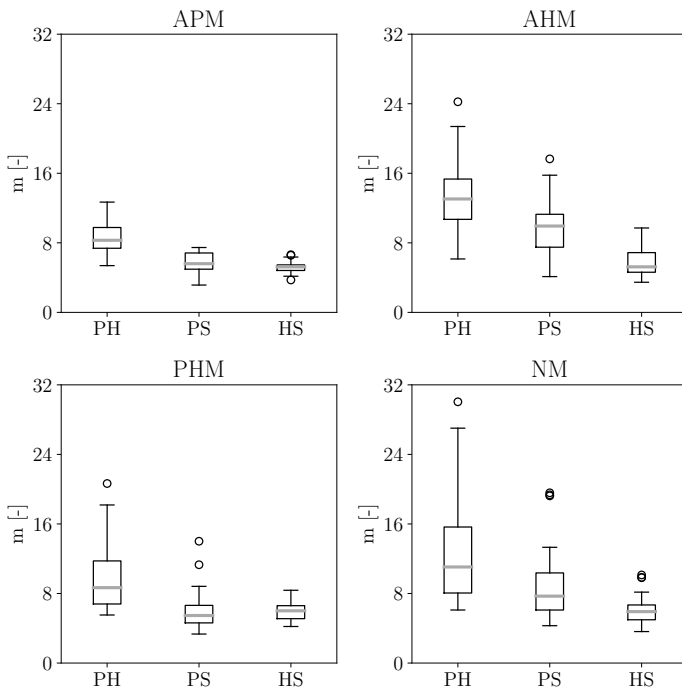 APM
32
24
16
8
0
m [-]
PH PS HS
AHM
32
24
16
8
0
m [-]
PH PS HS
PHM
32
24
16
8
0
m [-]
PH PS HS
NM
32
24
16
8
0
m [-]
PH PS HS